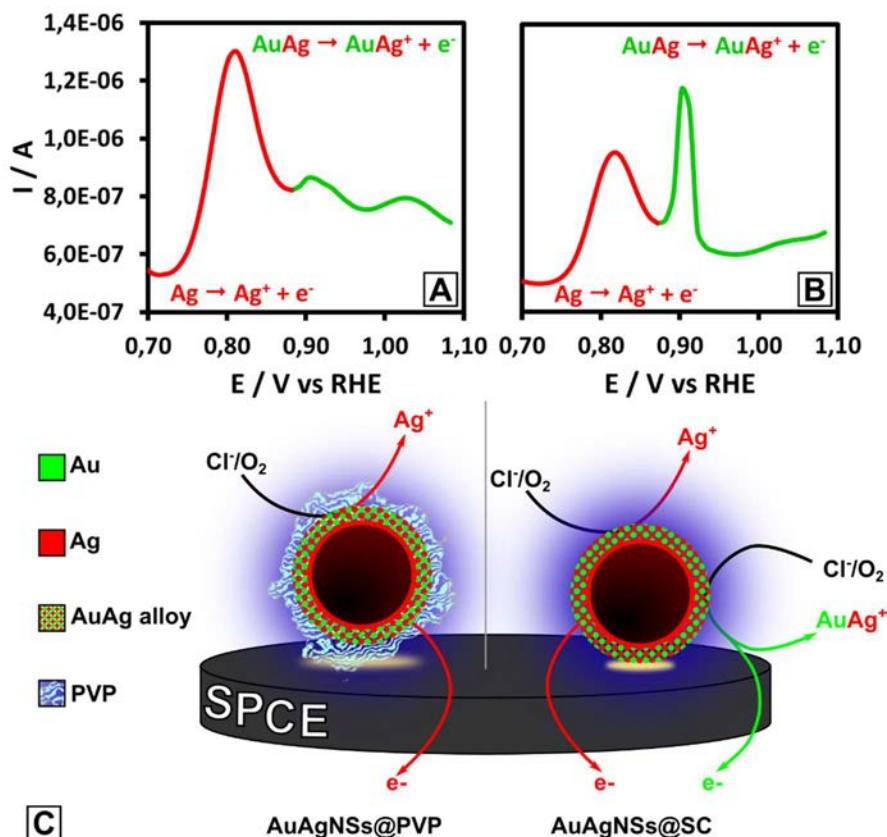 1,4E-06
1,2E-06
1,0E-06
8,0E-07
6,0E-07
4,0E-07
I / A
AuAg → AuAg⁺ + e⁻
Ag → Ag⁺ + e⁻
A
0,70 0,80 0,90 1,00 1,10
E / V vs RHE
AuAg → AuAg⁺ + e⁻
Ag → Ag⁺ + e⁻
B
0,70 0,80 0,90 1,00 1,10
E / V vs RHE
Au
Ag
AuAg alloy
PVP
Cl⁻/O₂
Ag⁺
Cl⁻/O₂
Ag⁺
Cl⁻/O₂
AuAg⁺
SPCE
e-
e-
e-
C
AuAgNSs@PVP
AuAgNSs@SC